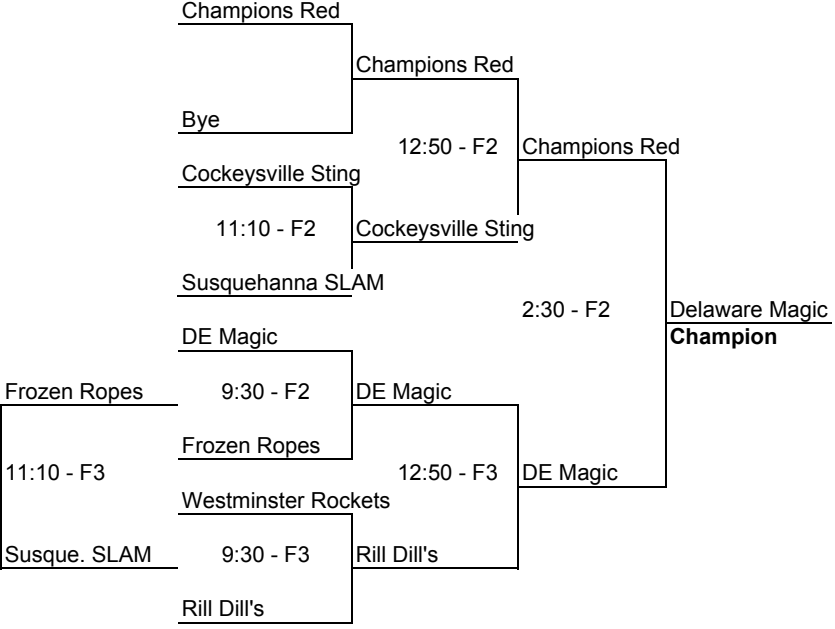 Champions Red
Champions Red
Bye
12:50 - F2
Champions Red
Cockeysville Sting
11:10 - F2
Cockeysville Sting
Susquehanna SLAM
2:30 - F2
Delaware Magic
Champion
DE Magic
Frozen Ropes
9:30 - F2
DE Magic
Frozen Ropes
11:10 - F3
12:50 - F3
DE Magic
Westminster Rockets
Susque. SLAM
9:30 - F3
Rill Dill's
Rill Dill's